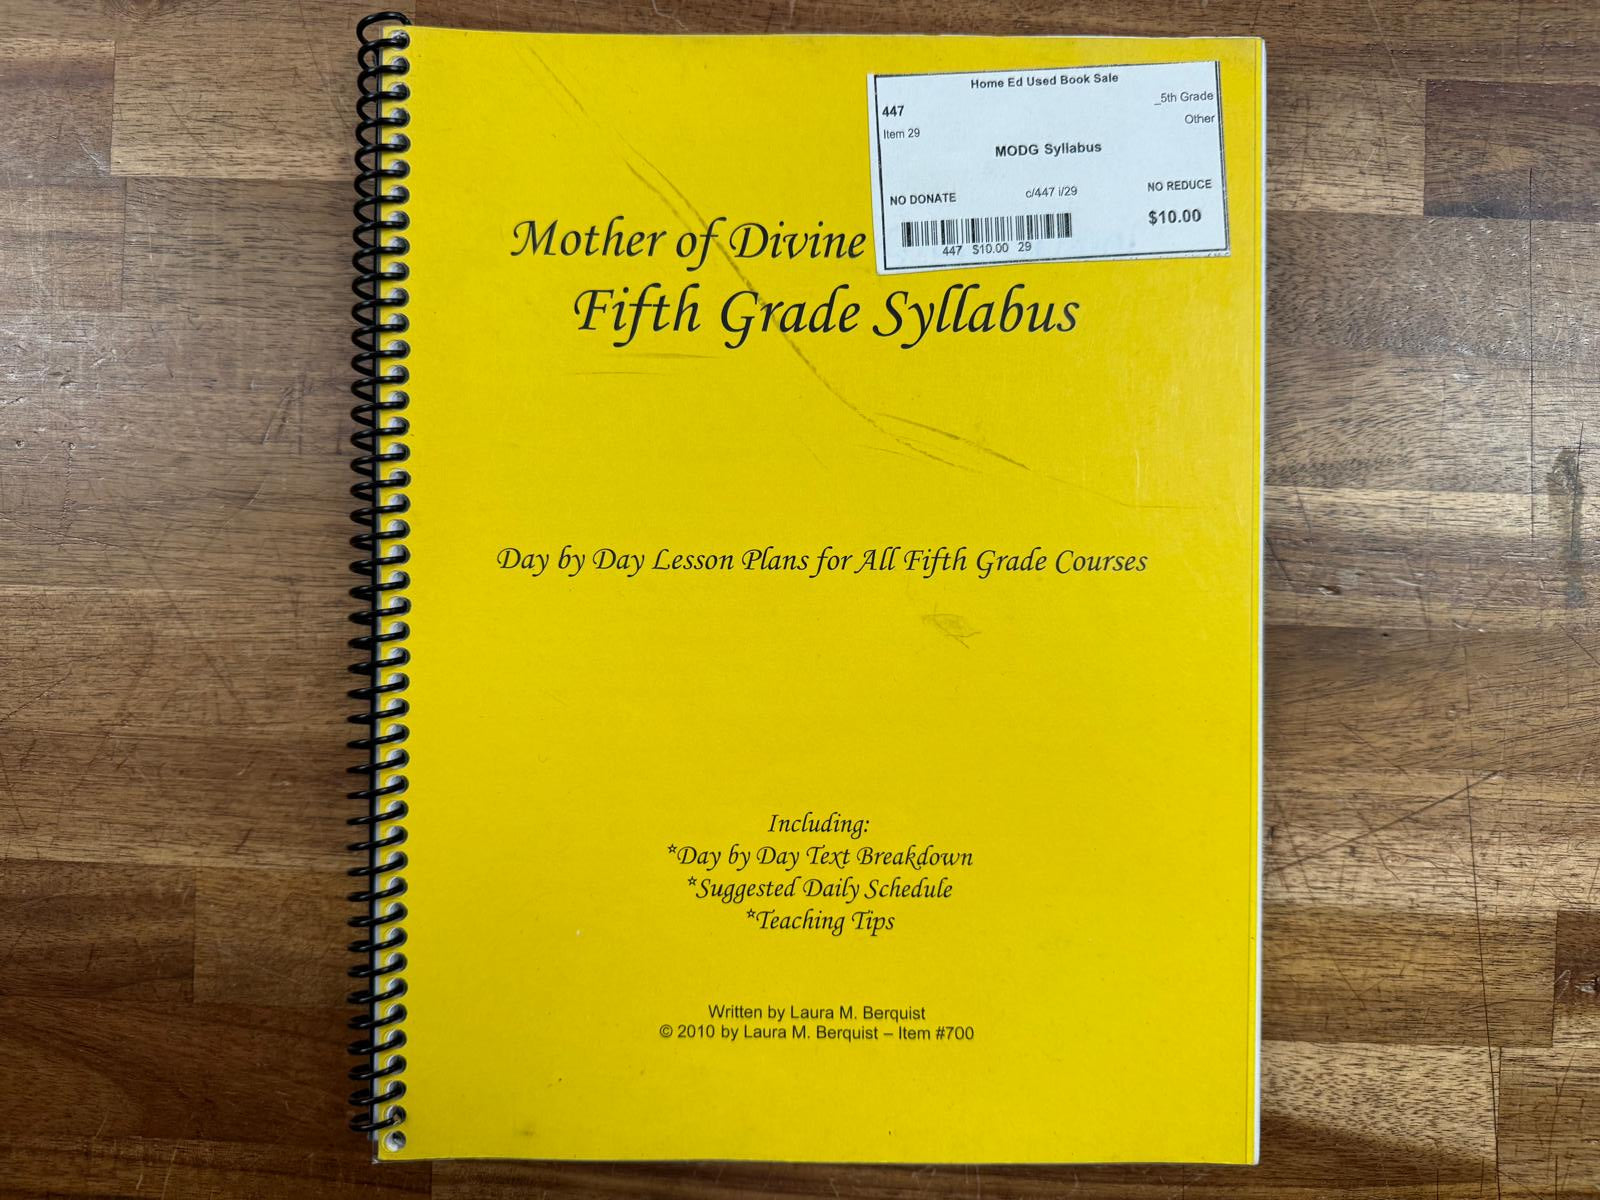 Home Ed Used Book Sale
447
_5th Grade
Item 29
Other
MODG Syllabus
NO DONATE
c/447 i/29
NO REDUCE
$10.00
447 $10.00 29
Mother of Divine
Fifth Grade Syllabus
Day by Day Lesson Plans for All Fifth Grade Courses
Including:
*Day by Day Text Breakdown
*Suggested Daily Schedule
*Teaching Tips
Written by Laura M. Berquist
© 2010 by Laura M. Berquist – Item #700